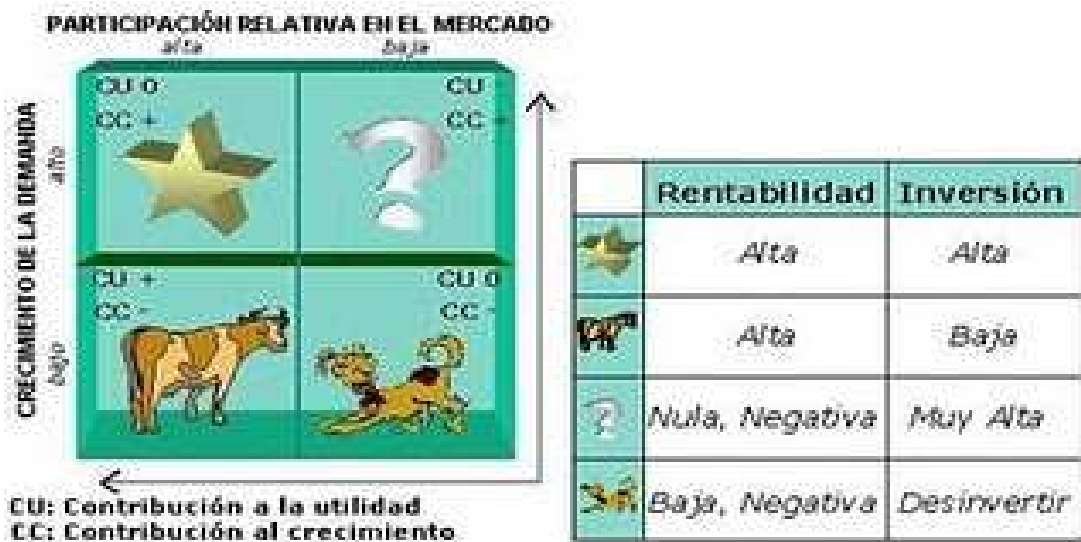 PARTICIPACIÓN RELATIVA EN EL MERCADO
alta baja
CRECIMIENTO DE LA DEMANDA
alto
bajo
CU 0
CC +
CU
CC
CU +
CC -
CU 0
CC -
CU: Contribución a la utilidad
CC: Contribución al crecimiento
Rentabilidad Inversión
Alta Alta
Alta Baja
? Nula, Negativa Muy Alta
Baja, Negativa Desinvertir